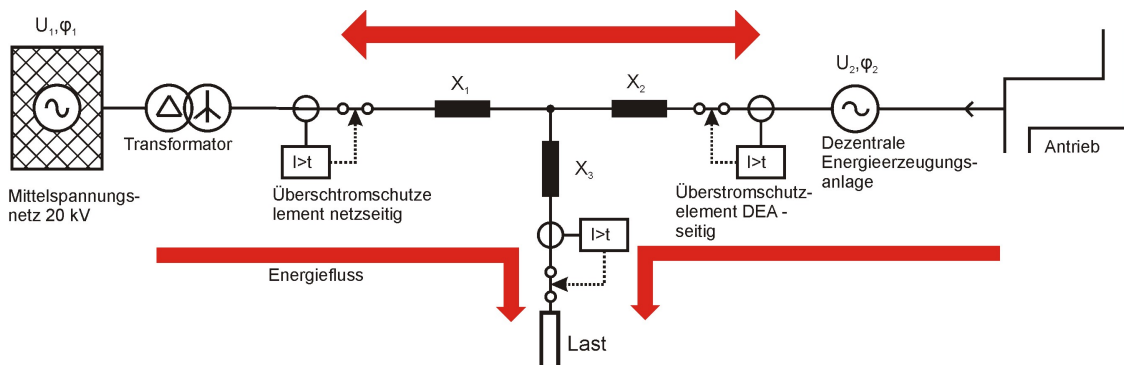 U₁,φ₁
Transformator
Mittelspannungs-
netz 20 kV
I>t
Überschtromschutze
lement netzseitig
X₁
X₂
X₃
I>t
I>t
Überstromschutz-
element DEA -
seitig
U₂,φ₂
Dezentrale
Energieerzeugungs-
anlage
Antrieb
Energiefluss
Last